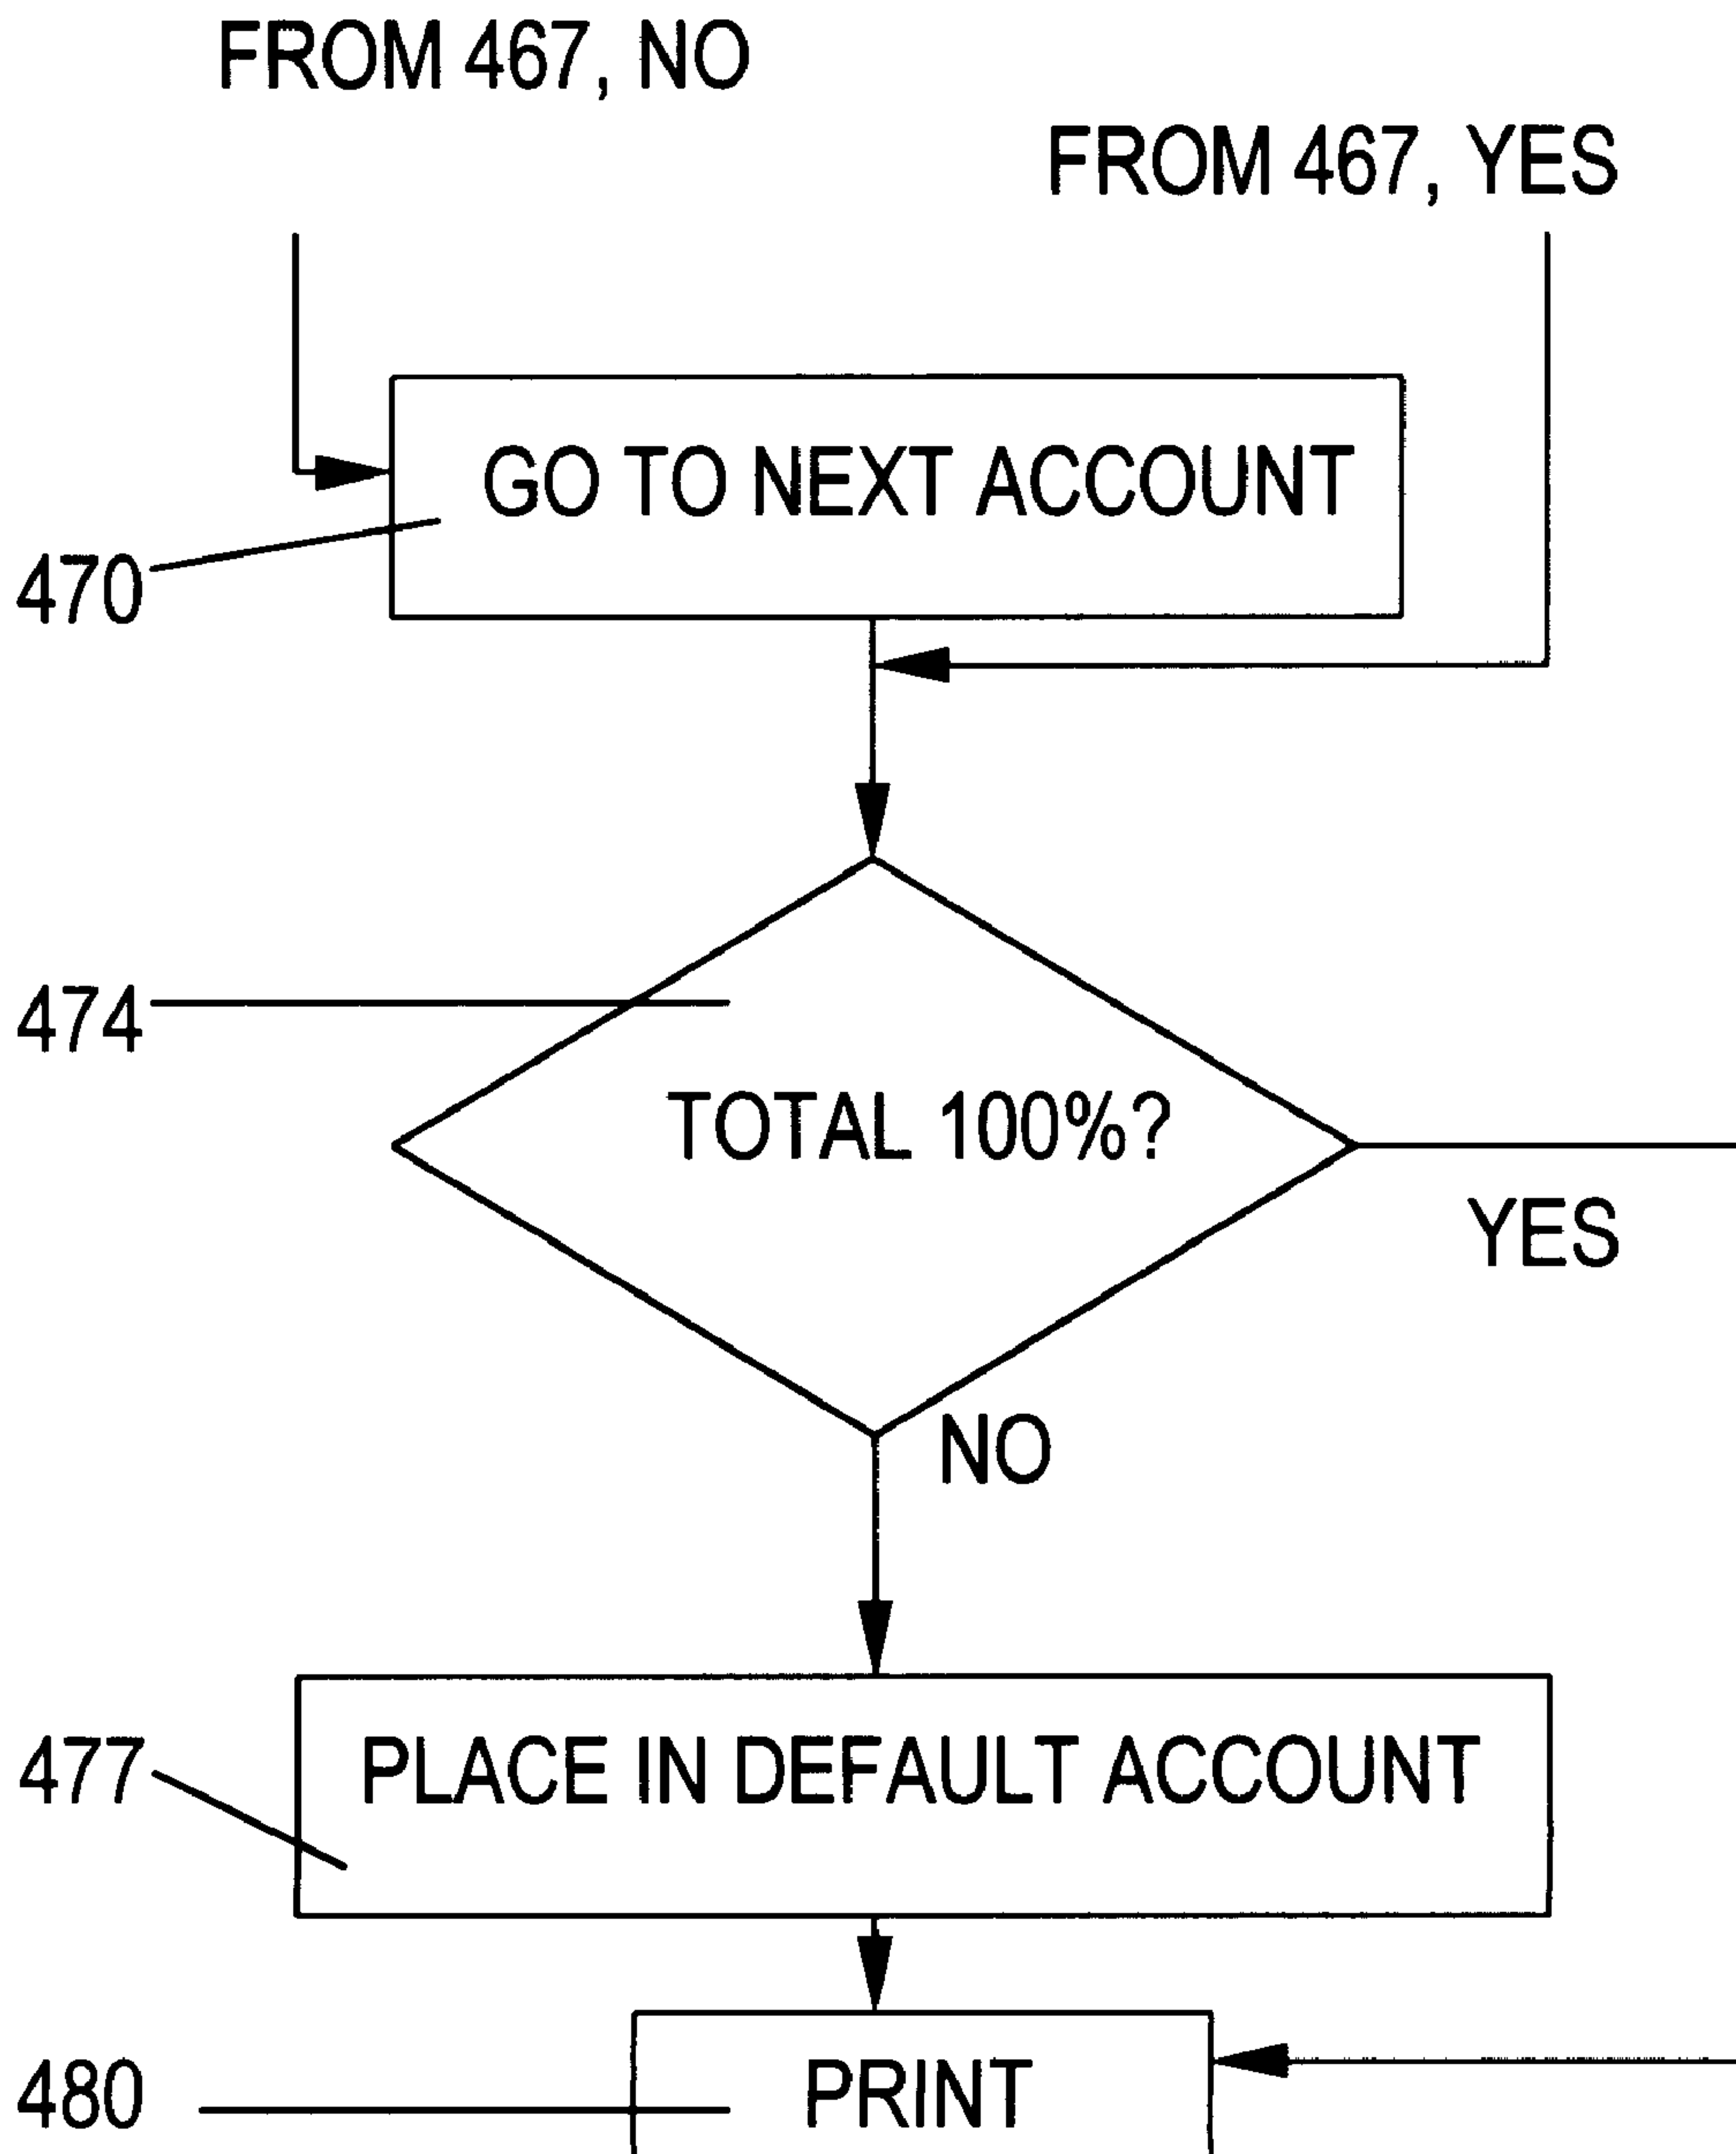 FROM 467, NO
FROM 467, YES
GO TO NEXT ACCOUNT
470
474
TOTAL 100%?
YES
NO
477
PLACE IN DEFAULT ACCOUNT
480
PRINT